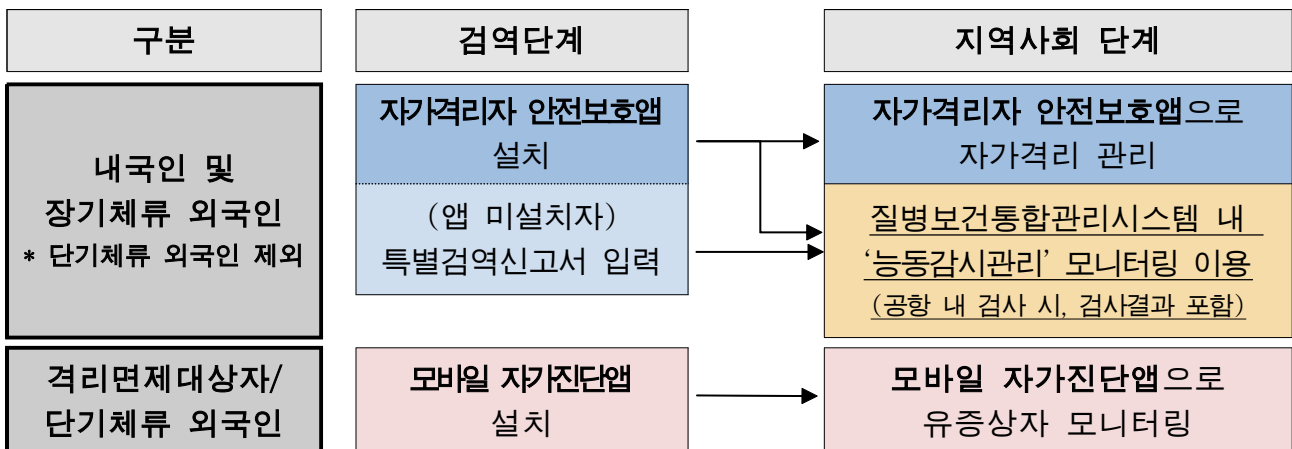 구분
검역단계
지역사회 단계
내국인 및
장기체류 외국인
* 단기체류 외국인 제외
자가격리자 안전보호앱
설치
(앱 미설치자)
특별검역신고서 입력
자가격리자 안전보호앱으로
자가격리 관리
질병보건통합관리시스템 내
‘능동감시관리’ 모니터링 이용
(공항 내 검사 시, 검사결과 포함)
격리면제대상자/
단기체류 외국인
모바일 자가진단앱
설치
모바일 자가진단앱으로
유증상자 모니터링